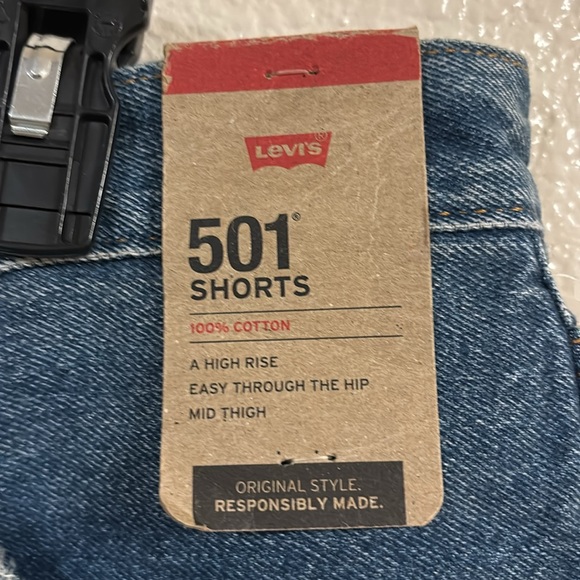 LEVI'S®
501®
SHORTS
100% COTTON
A HIGH RISE
EASY THROUGH THE HIP
MID THIGH
ORIGINAL STYLE.
RESPONSIBLY MADE.